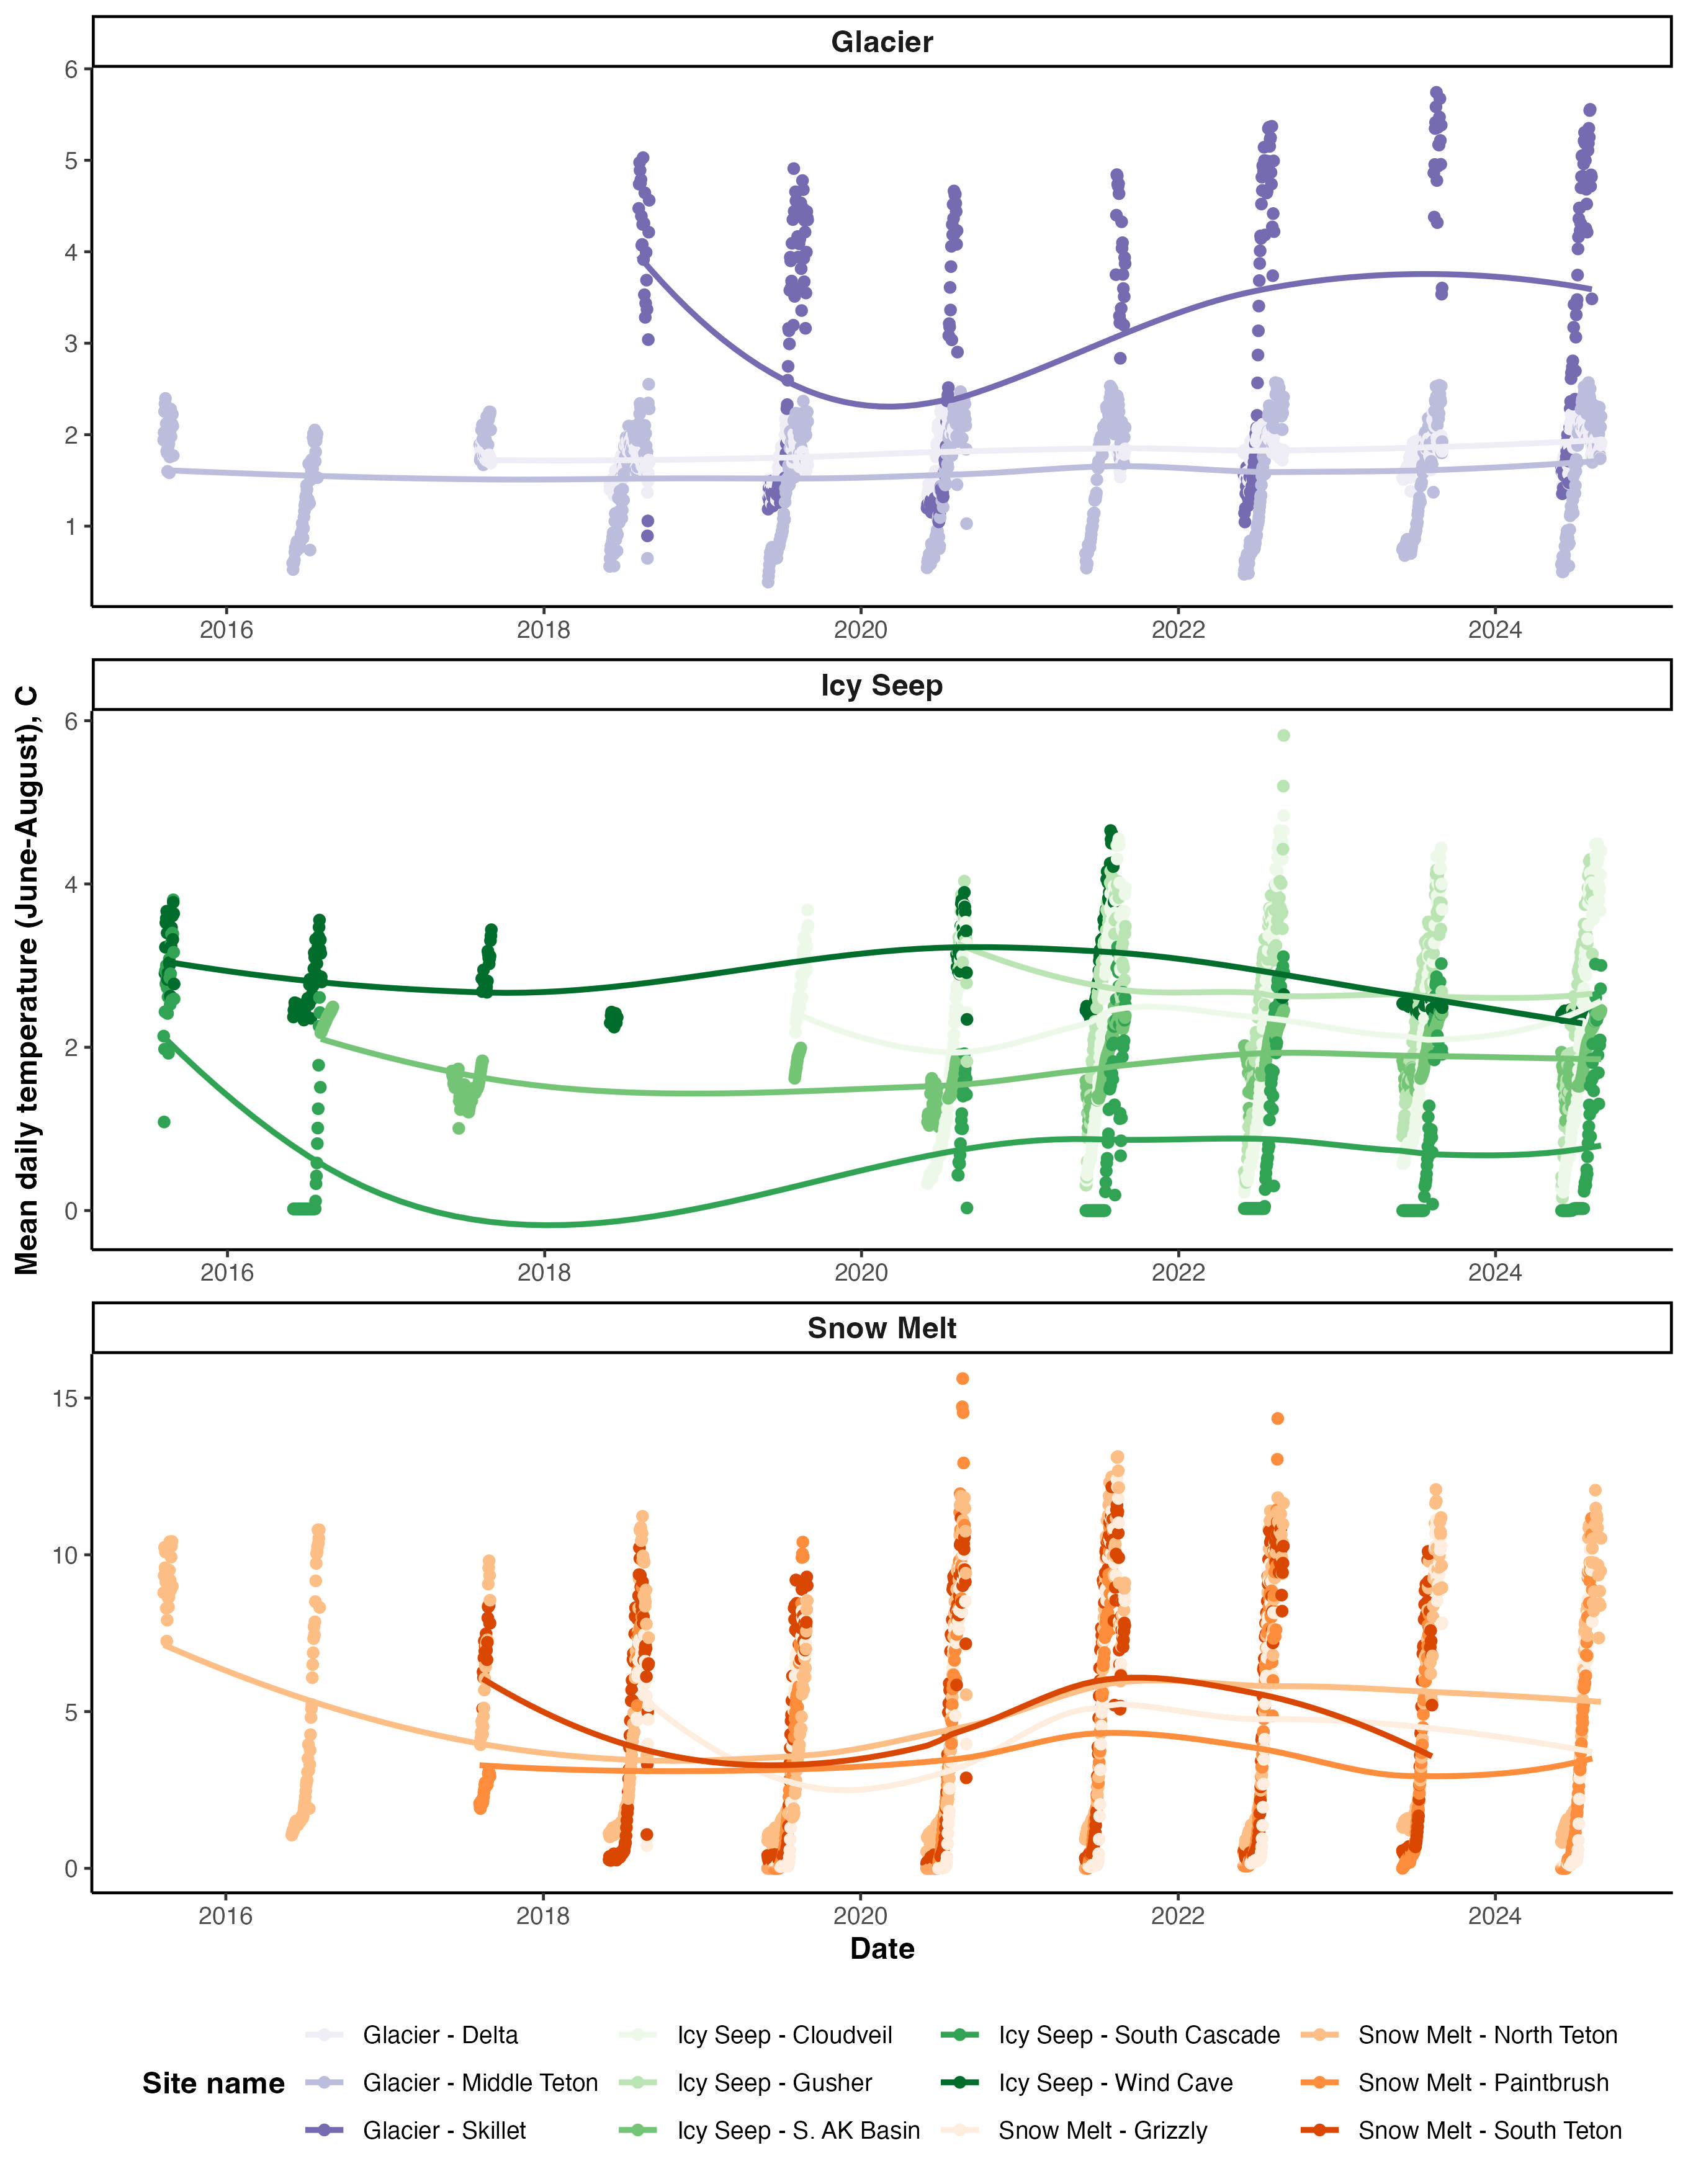 Glacier
6
5
4
3
2
1
2016 2018 2020 2022 2024
Mean daily temperature (June-August), C
Icy Seep
6
4
2
0
2016 2018 2020 2022 2024
Snow Melt
15
10
5
0
2016 2018 2020 2022 2024
Date
Site name
Glacier - Delta
Glacier - Middle Teton
Glacier - Skillet
Icy Seep - Cloudveil
Icy Seep - Gusher
Icy Seep - S. AK Basin
Icy Seep - South Cascade
Icy Seep - Wind Cave
Snow Melt - Grizzly
Snow Melt - North Teton
Snow Melt - Paintbrush
Snow Melt - South Teton